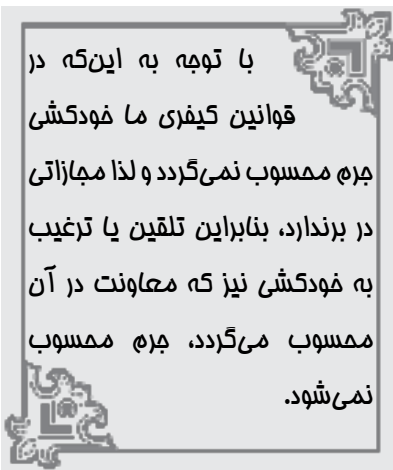 با توجه به این‌که در
قوانین کیفری ما خودکشی
جرم محسوب نمی‌گردد و لذا مجازاتی
در برندارد، بنابراین تلقین یا ترغیب
به خودکشی نیز که معاونت در آن
محسوب می‌گردد، جرم محسوب
نمی‌شود.